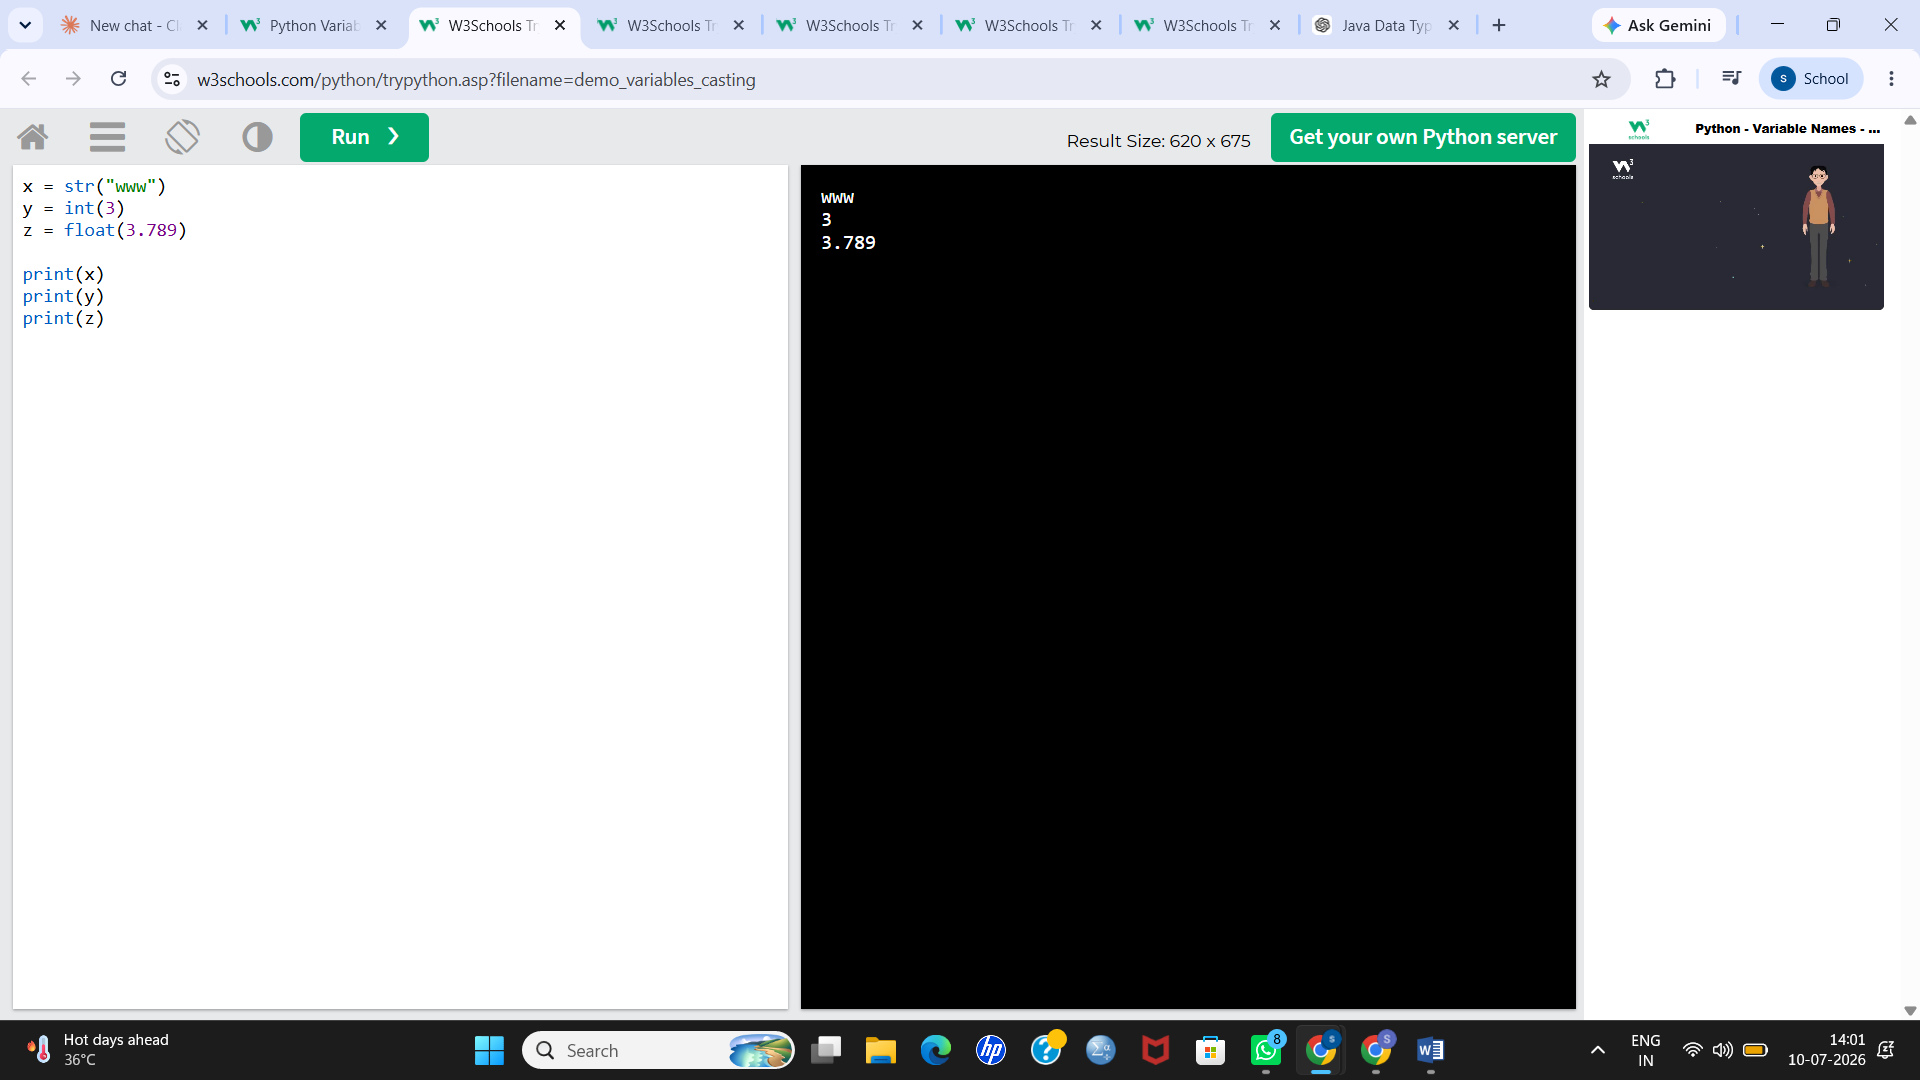 New chat - Cl
Python Variab
W3Schools Tr
W3Schools Tr
W3Schools Tr
W3Schools Tr
W3Schools Tr
Java Data Typ
Ask Gemini
w3schools.com/python/trypython.asp?filename=demo_variables_casting
S School
Run ❯
Result Size: 620 x 675
Get your own Python server
Python - Variable Names - ...
x = str("www")
y = int(3)
z = float(3.789)
print(x)
print(y)
print(z)
www
3
3.789
Hot days ahead
36°C
Search
hp
8
ENG
IN
14:01
10-07-2026